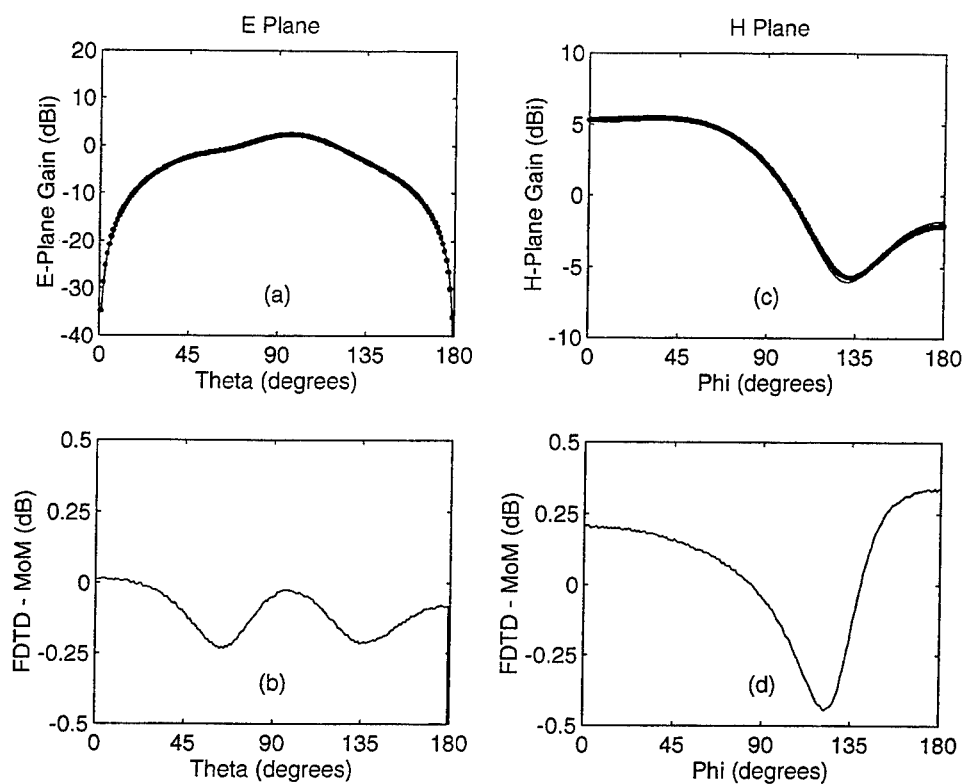 E Plane
20
10
0
-10
-20
-30
-40
E-Plane Gain (dBi)
(a)
0 45 90 135 180
Theta (degrees)
H Plane
10
5
0
-5
-10
H-Plane Gain (dBi)
(c)
0 45 90 135 180
Phi (degrees)
0.5
0.25
0
-0.25
-0.5
FDTD - MoM (dB)
(b)
0 45 90 135 180
Theta (degrees)
0.5
0.25
0
-0.25
-0.5
FDTD - MoM (dB)
(d)
0 45 90 135 180
Phi (degrees)